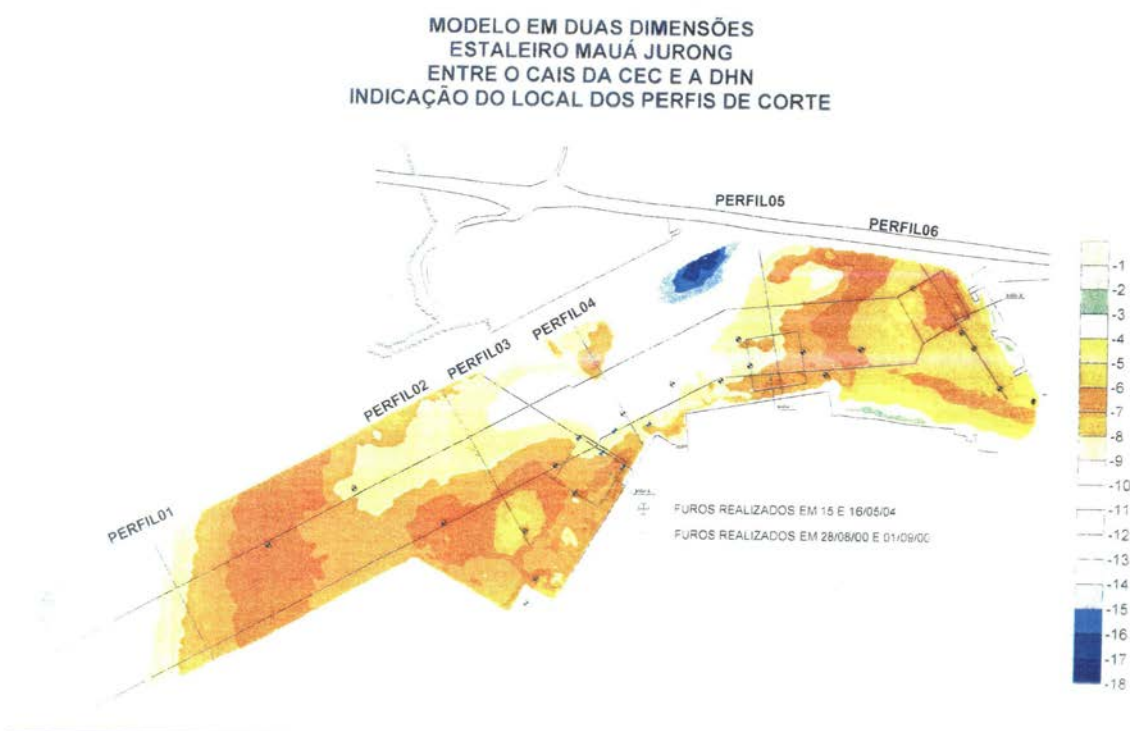 MODELO EM DUAS DIMENSÕES
ESTALEIRO MAUÁ JURONG
ENTRE O CAIS DA CEC E A DHN
INDICAÇÃO DO LOCAL DOS PERFIS DE CORTE
PERFIL05
PERFIL06
PERFIL04
PERFIL03
PERFIL02
PERFIL01
FUROS REALIZADOS EM 15 E 16/05/04
FUROS REALIZADOS EM 28/08/00 E 01/09/00
-1
-2
-3
-4
-5
-6
-7
-8
-9
-10
-11
-12
-13
-14
-15
-16
-17
-18